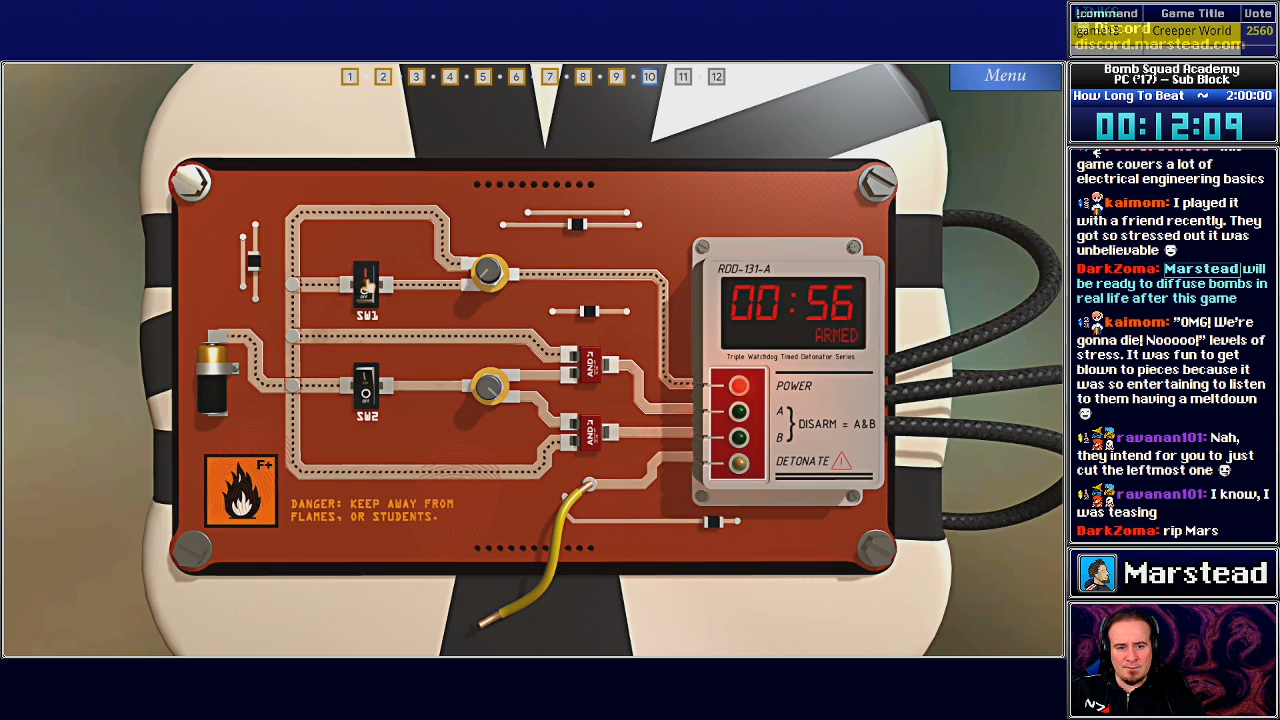 !command Game Title Vote
Discord
!game13 Creeper World 2560
discord.marstead.com
1 2 3 4 5 6 7 8 9 10 11 12
Menu
Bomb Squad Academy
PC ('17) – Sub Block
How Long To Beat ~ 2:00:00
00:12:09
game covers a lot of
electrical engineering basics
kaimom: I played it
with a friend recently. They
got so stressed out it was
unbelievable
DarkZoma: Marstead will
be ready to diffuse bombs in
real life after this game
kaimom: "OMG! We're
gonna die! Nooooo!" levels of
stress. It was fun to get
blown to pieces because it
was so entertaining to listen
to them having a meltdown
ravanan101: Nah,
they intend for you to just
cut the leftmost one
ravanan101: I know, I
was teasing
DarkZoma: rip Mars
Marstead
RDD-131-A
00:56
ARMED
Triple Watchdog Timed Detonator Series
POWER
A
B
DISARM = A&B
DETONATE
OFF
SW1
SW2
AND
AND
F+
DANGER: KEEP AWAY FROM
FLAMES, OR STUDENTS.